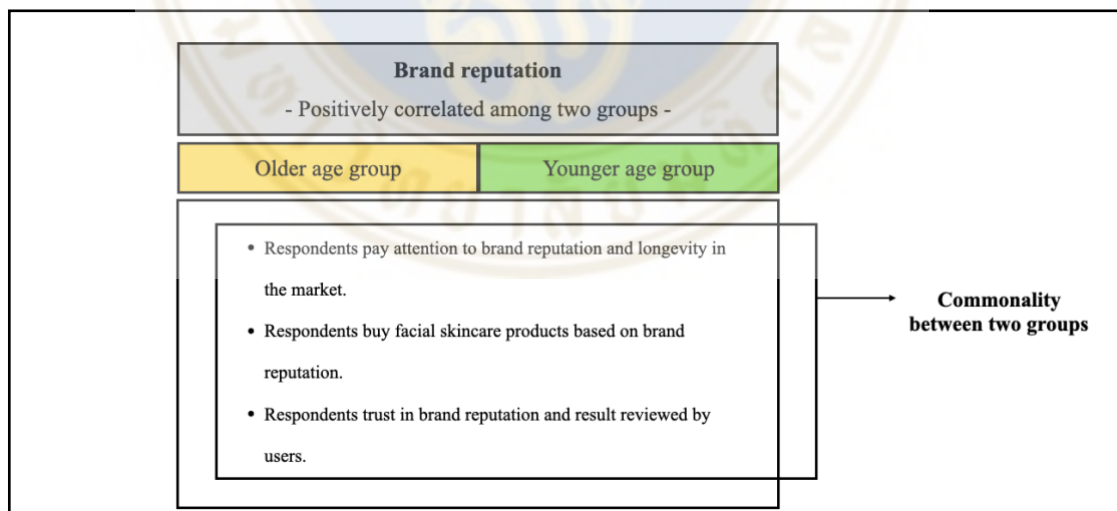 Brand reputation
- Positively correlated among two groups -
Older age group
Younger age group
• Respondents pay attention to brand reputation and longevity in
the market.
• Respondents buy facial skincare products based on brand
reputation.
• Respondents trust in brand reputation and result reviewed by
users.
Commonality
between two groups